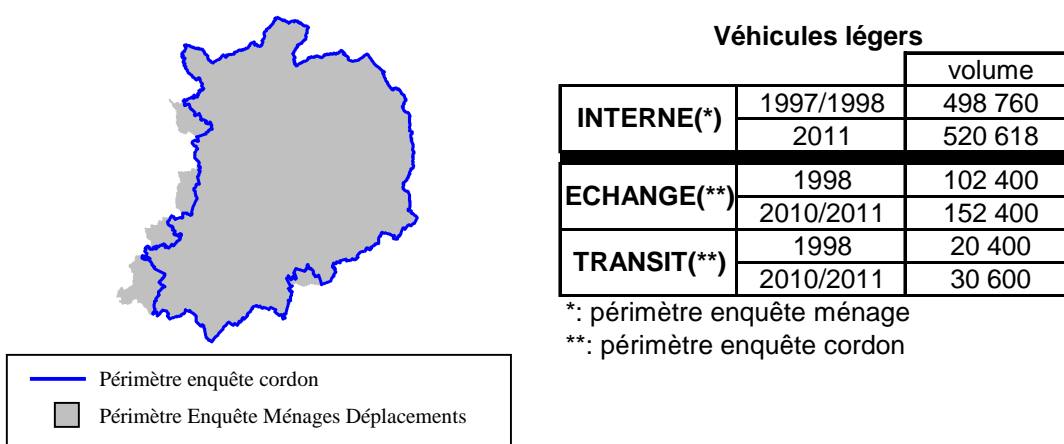 Véhicules légers
volume
INTERNE(*) 1997/1998 498 760
2011 520 618
ECHANGE(**) 1998 102 400
2010/2011 152 400
TRANSIT(**) 1998 20 400
2010/2011 30 600
*: périmètre enquête ménage
**: périmètre enquête cordon
Périmètre enquête cordon
Périmètre Enquête Ménages Déplacements